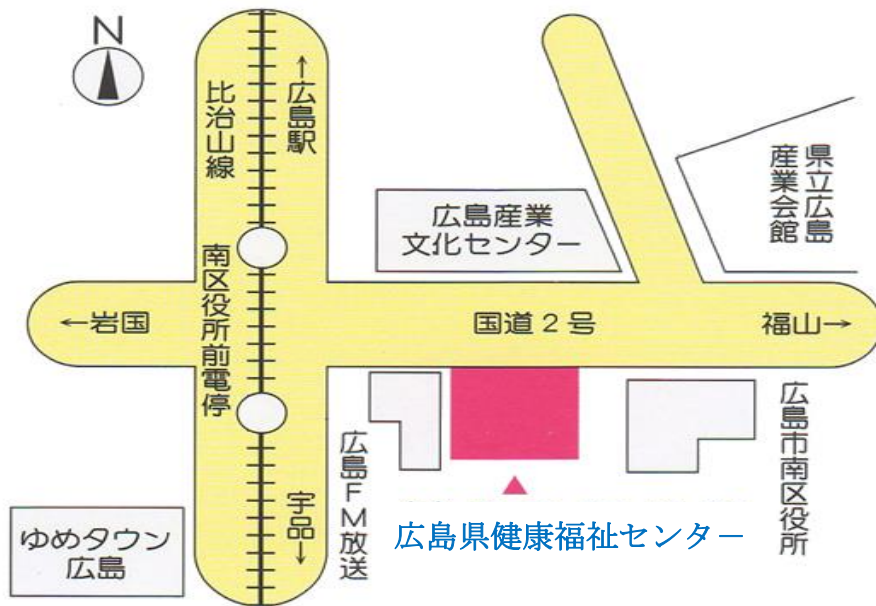 N
比治山線
↑広島駅
広島産業
文化センター
県立広島
産業会館
南区役所前電停
←岩国
国道２号
福山→
広島ＦＭ放送
広島市南区役所
宇品→
広島県健康福祉センター
ゆめタウン
広島